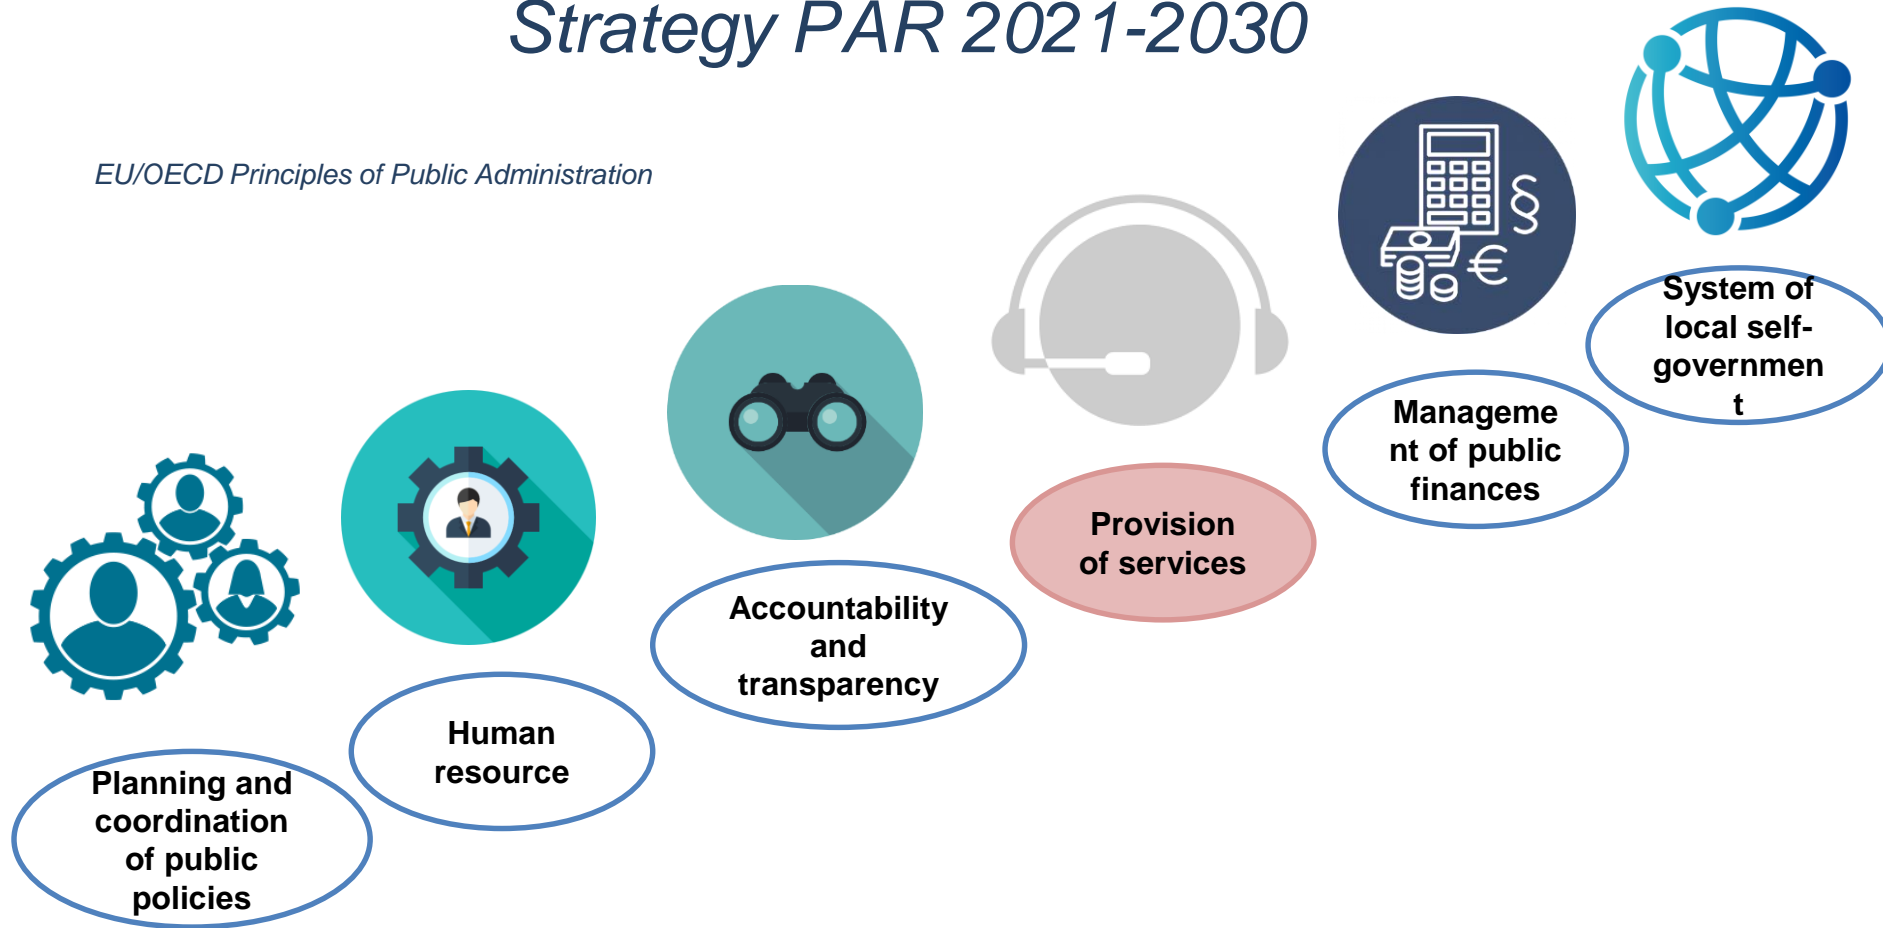 Strategy PAR 2021-2030
EU/OECD Principles of Public Administration
Planning and
coordination
of public
policies
Human
resource
Accountability
and
transparency
Provision
of services
Manageme
nt of public
finances
§
€
System of
local self-
governmen
t